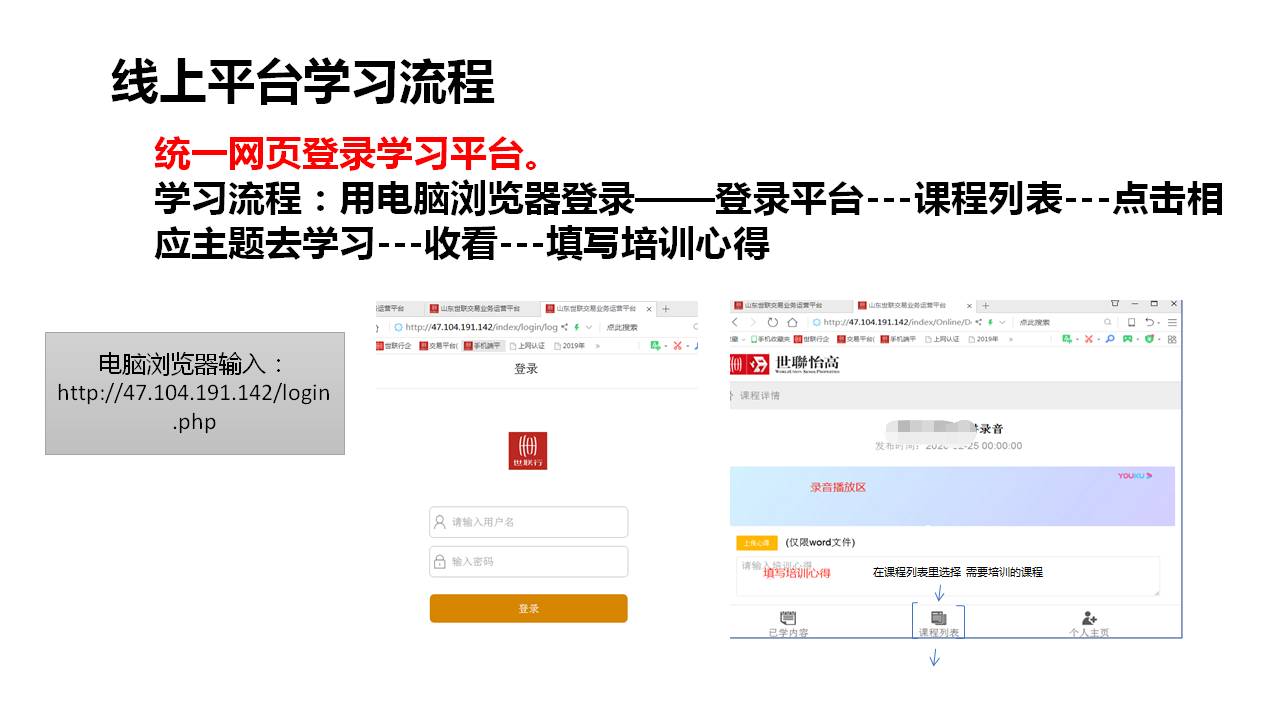 线上平台学习流程
统一网页登录学习平台。
学习流程：用电脑浏览器登录——登录平台---课程列表---点击相
应主题去学习---收看---填写培训心得
电脑浏览器输入：
http://47.104.191.142/login
.php
运营平台 山东世联交易业务运营平台 山东世联交易业务运营平台
http://47.104.191.142/index/login/log 点此搜索
世联行企 交易平台( 手机端平 上网认证 2019年 »
登录
世联行
请输入用户名
输入密码
登录
山东世联交易业务运营平台 山东世联交易业务运营平台
http://47.104.191.142/index/Online/D 点此搜索
手机收藏夹 世联行企 交易平台( 手机端平 上网认证 2019年 »
世聯怡高
课程详情
录音
发布时间： 00:00:00
YOUKU
录音播放区
上传心得 (仅限word文件)
请输入培训心得
填写培训心得
在课程列表里选择 需要培训的课程
已学内容 课程列表 个人主页